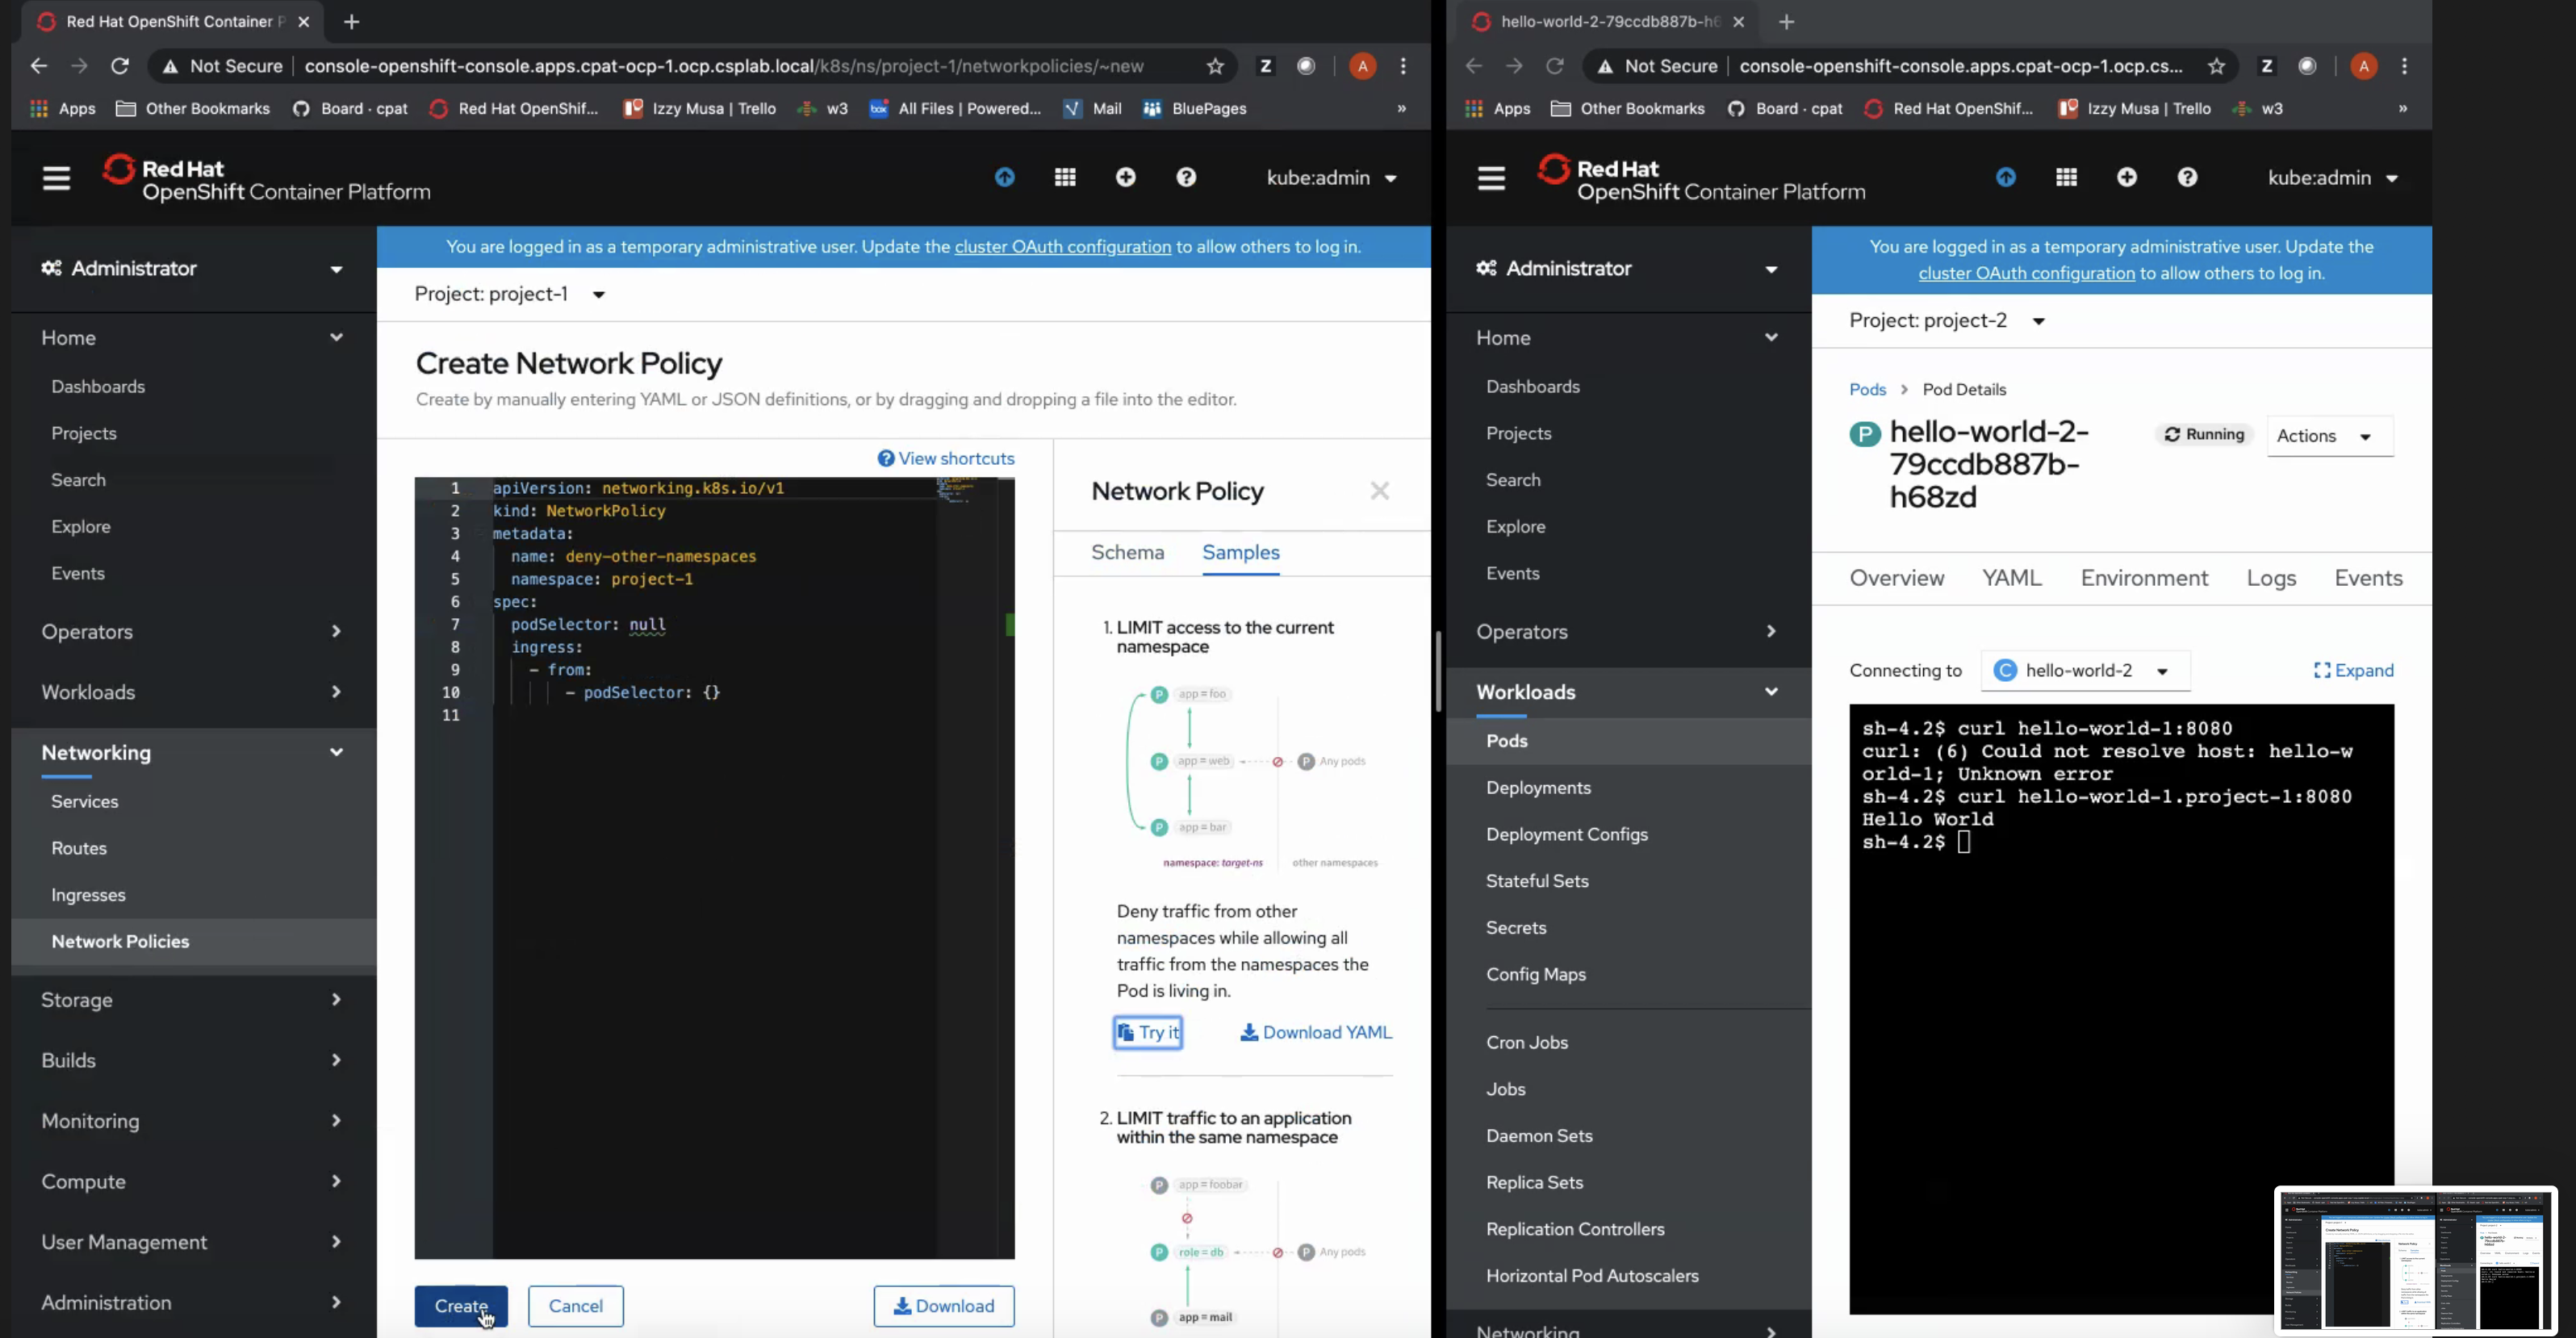 Red Hat OpenShift Container P
Not Secure | console-openshift-console.apps.cpat-ocp-1.ocp.csplab.local/k8s/ns/project-1/networkpolicies/~new
Z
A
Apps
Other Bookmarks
Board · cpat
Red Hat OpenShif...
Izzy Musa | Trello
w3
box
All Files | Powered...
Mail
BluePages
»
Red Hat
OpenShift Container Platform
kube:admin
Administrator
Home
Dashboards
Projects
Search
Explore
Events
Operators
Workloads
Networking
Services
Routes
Ingresses
Network Policies
Storage
Builds
Monitoring
Compute
User Management
Administration
You are logged in as a temporary administrative user. Update the cluster OAuth configuration to allow others to log in.
Project: project-1
Create Network Policy
Create by manually entering YAML or JSON definitions, or by dragging and dropping a file into the editor.
View shortcuts
1 apiVersion: networking.k8s.io/v1
2 kind: NetworkPolicy
3 metadata:
4 name: deny-other-namespaces
5 namespace: project-1
6 spec:
7 podSelector: null
8 ingress:
9 - from:
10 - podSelector: {}
11
Create
Cancel
Download
Network Policy
Schema
Samples
1. LIMIT access to the current
namespace
P app = foo
P app = web
P Any pods
P app = bar
namespace: target-ns
other namespaces
Deny traffic from other
namespaces while allowing all
traffic from the namespaces the
Pod is living in.
Try it
Download YAML
2. LIMIT traffic to an application
within the same namespace
P app = foobar
P role = db
P Any pods
P app = mail
hello-world-2-79ccdb887b-h6
Not Secure | console-openshift-console.apps.cpat-ocp-1.ocp.cs...
Z
A
Apps
Other Bookmarks
Board · cpat
Red Hat OpenShif...
Izzy Musa | Trello
w3
»
Red Hat
OpenShift Container Platform
kube:admin
Administrator
Home
Dashboards
Projects
Search
Explore
Events
Operators
Workloads
Pods
Deployments
Deployment Configs
Stateful Sets
Secrets
Config Maps
Cron Jobs
Jobs
Daemon Sets
Replica Sets
Replication Controllers
Horizontal Pod Autoscalers
Networking
You are logged in as a temporary administrative user. Update the
cluster OAuth configuration to allow others to log in.
Project: project-2
Pods > Pod Details
P hello-world-2-
79ccdb887b-
h68zd
Running
Actions
Overview
YAML
Environment
Logs
Events
Connecting to
C hello-world-2
Expand
sh-4.2$ curl hello-world-1:8080
curl: (6) Could not resolve host: hello-w
orld-1; Unknown error
sh-4.2$ curl hello-world-1.project-1:8080
Hello World
sh-4.2$